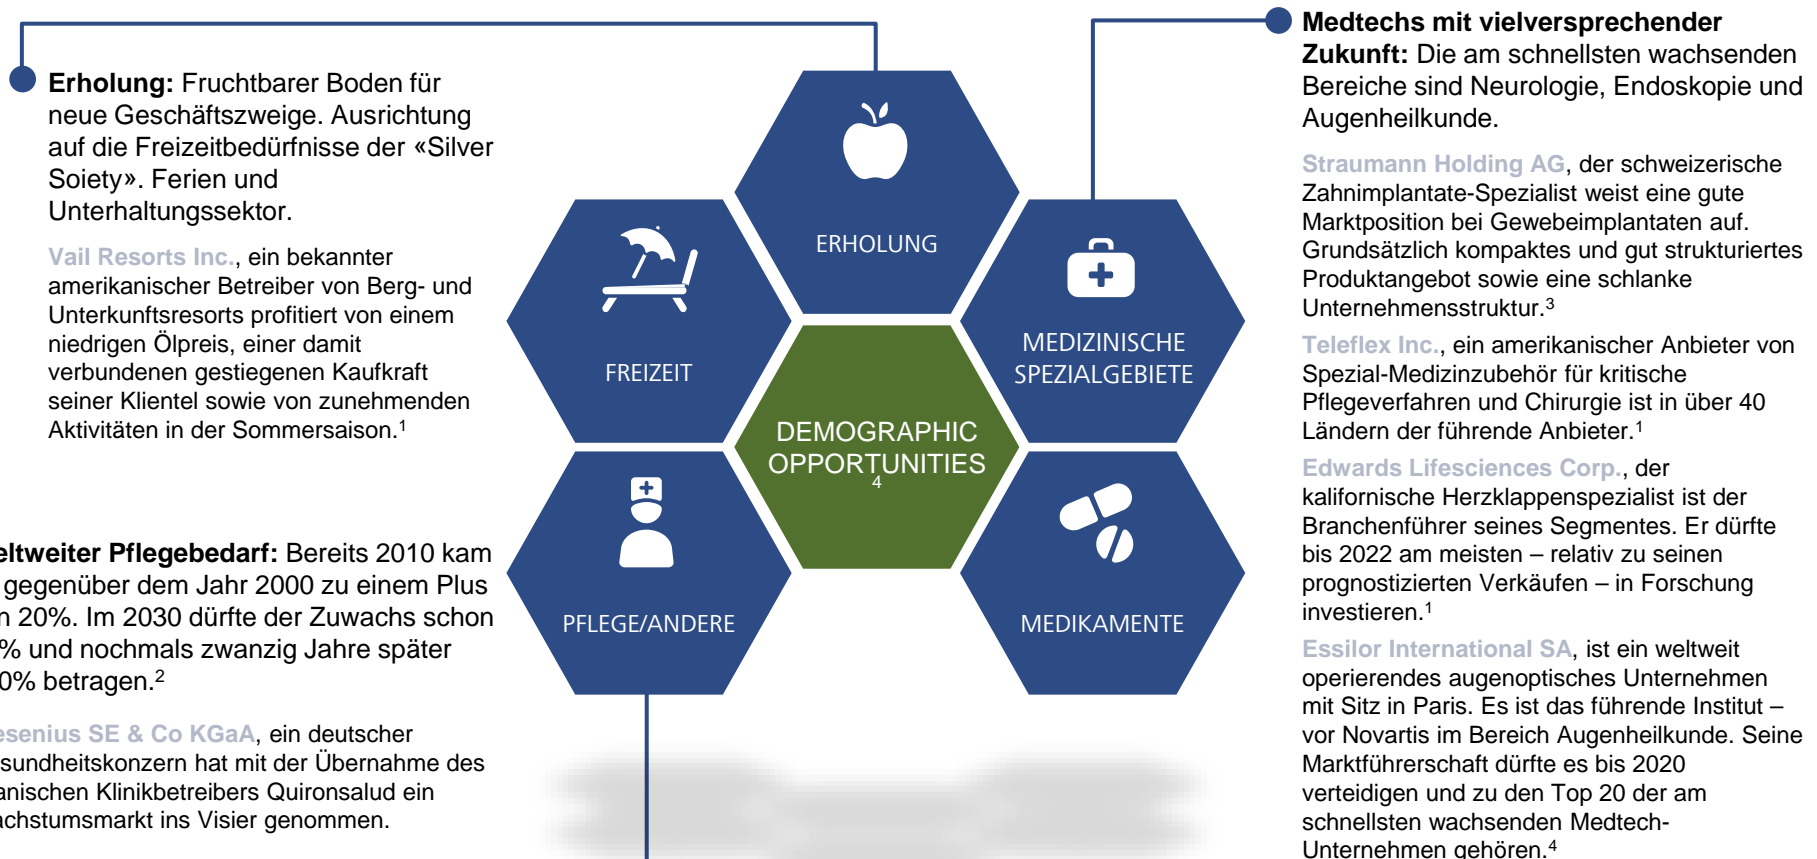 Erholung: Fruchtbarer Boden für
neue Geschäftszweige. Ausrichtung
auf die Freizeitbedürfnisse der «Silver
Soiety». Ferien und
Unterhaltungssektor.
Vail Resorts Inc., ein bekannter
amerikanischer Betreiber von Berg- und
Unterkunftsresorts profitiert von einem
niedrigen Ölpreis, einer damit
verbundenen gestiegenen Kaufkraft
seiner Klientel sowie von zunehmenden
Aktivitäten in der Sommersaison.¹
eltweiter Pflegebedarf: Bereits 2010 kam
gegenüber dem Jahr 2000 zu einem Plus
n 20%. Im 2030 dürfte der Zuwachs schon
% und nochmals zwanzig Jahre später
0% betragen.²
esenius SE & Co KGaA, ein deutscher
sundheitskonzern hat mit der Übernahme des
anischen Klinikbetreibers Quironsalud ein
achstumsmarkt ins Visier genommen.
ERHOLUNG
FREIZEIT
MEDIZINISCHE
SPEZIALGEBIETE
DEMOGRAPHIC
OPPORTUNITIES
4
PFLEGE/ANDERE
MEDIKAMENTE
Medtechs mit vielversprechender
Zukunft: Die am schnellsten wachsenden
Bereiche sind Neurologie, Endoskopie und
Augenheilkunde.
Straumann Holding AG, der schweizerische
Zahnimplantate-Spezialist weist eine gute
Marktposition bei Gewebeimplantaten auf.
Grundsätzlich kompaktes und gut strukturiertes
Produktangebot sowie eine schlanke
Unternehmensstruktur.³
Teleflex Inc., ein amerikanischer Anbieter von
Spezial-Medizinzubehör für kritische
Pflegeverfahren und Chirurgie ist in über 40
Ländern der führende Anbieter.¹
Edwards Lifesciences Corp., der
kalifornische Herzklappenspezialist ist der
Branchenführer seines Segmentes. Er dürfte
bis 2022 am meisten – relativ zu seinen
prognostizierten Verkäufen – in Forschung
investieren.¹
Essilor International SA, ist ein weltweit
operierendes augenoptisches Unternehmen
mit Sitz in Paris. Es ist das führende Institut –
vor Novartis im Bereich Augenheilkunde. Seine
Marktführerschaft dürfte es bis 2020
verteidigen und zu den Top 20 der am
schnellsten wachsenden Medtech-
Unternehmen gehören.⁴